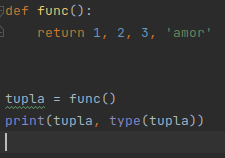 def func():
    return 1, 2, 3, 'amor'
tupla = func()
print(tupla, type(tupla))